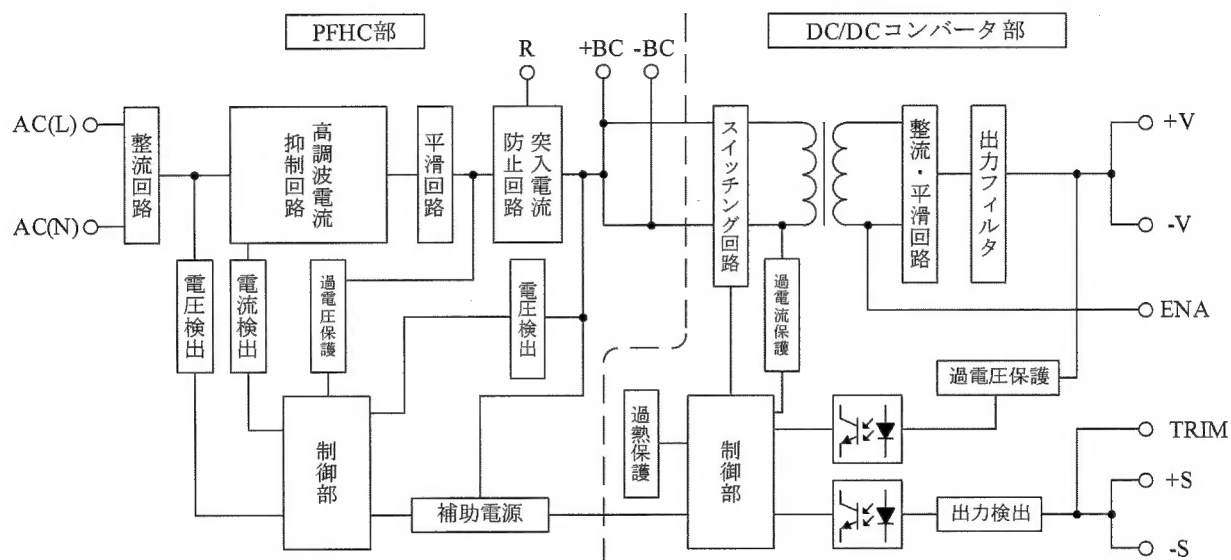 PFHC部
DC/DCコンバータ部
R
+BC
-BC
AC(L)
AC(N)
整流回路
高調波電流
抑制回路
平滑回路
突入電流
防止回路
スイッチング回路
整流・平滑回路
出力フィルタ
+V
-V
ENA
電圧検出
電流検出
過電圧保護
電圧検出
過電流保護
過電圧保護
制御部
過熱保護
制御部
TRIM
+S
-S
補助電源
出力検出